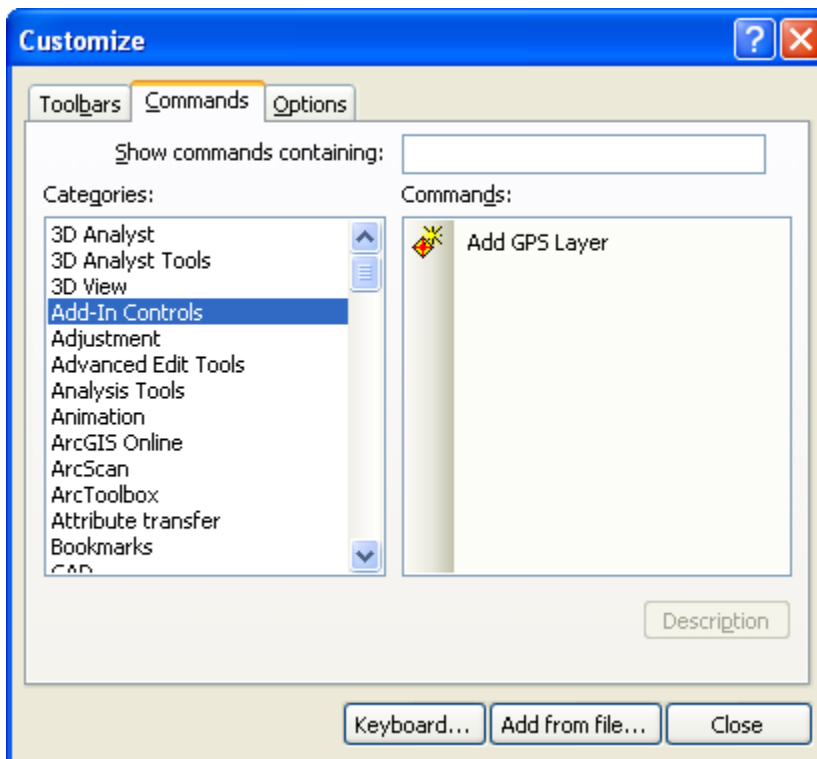 Customize
Toolbars Commands Options
Show commands containing:
Categories: Commands:
3D Analyst
3D Analyst Tools
3D View
Add-In Controls
Adjustment
Advanced Edit Tools
Analysis Tools
Animation
ArcGIS Online
ArcScan
ArcToolbox
Attribute transfer
Bookmarks
CAD
Add GPS Layer
Description
Keyboard... Add from file... Close